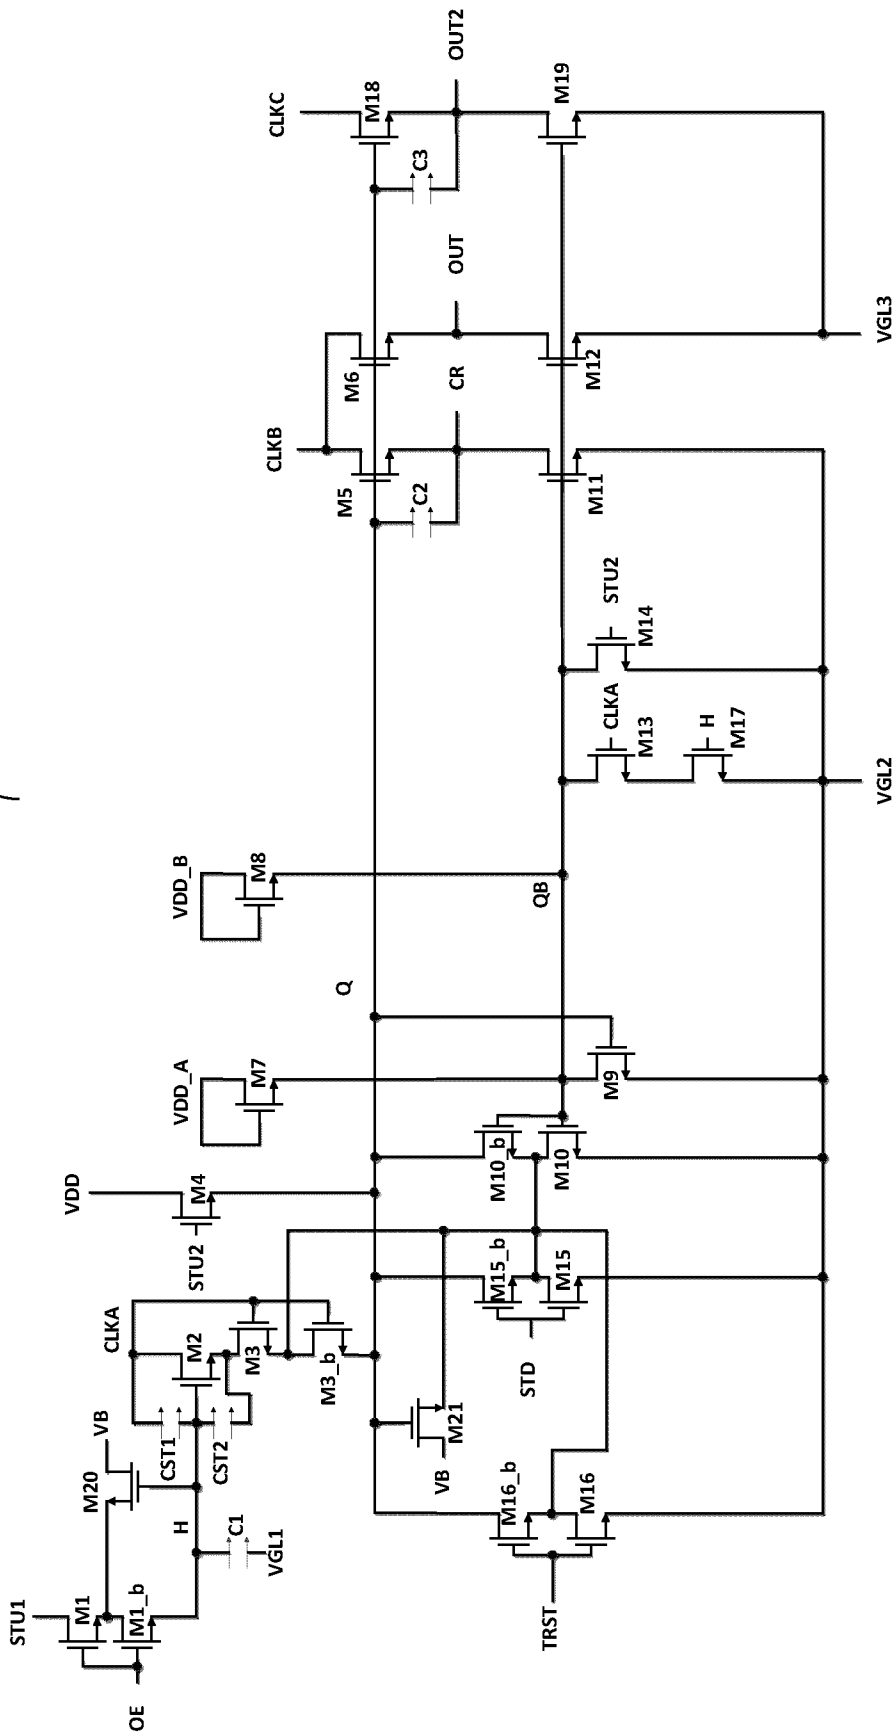 STU1
OE
M1
M1_b
M20
VB
H
C1
VGL1
CST1
CST2
CLKA
M2
M3
M3_b
VDD
STU2
M4
VDD_A
M7
VDD_B
M8
CLKB
M5
C2
M6
CR
OUT
CLKC
M18
C3
OUT2
M19
Q
QB
VB
M21
TRST
M16_b
M16
STD
M15_b
M15
M10_b
M10
M9
CLKA
M13
H
M17
STU2
M14
M11
M12
VGL2
VGL3